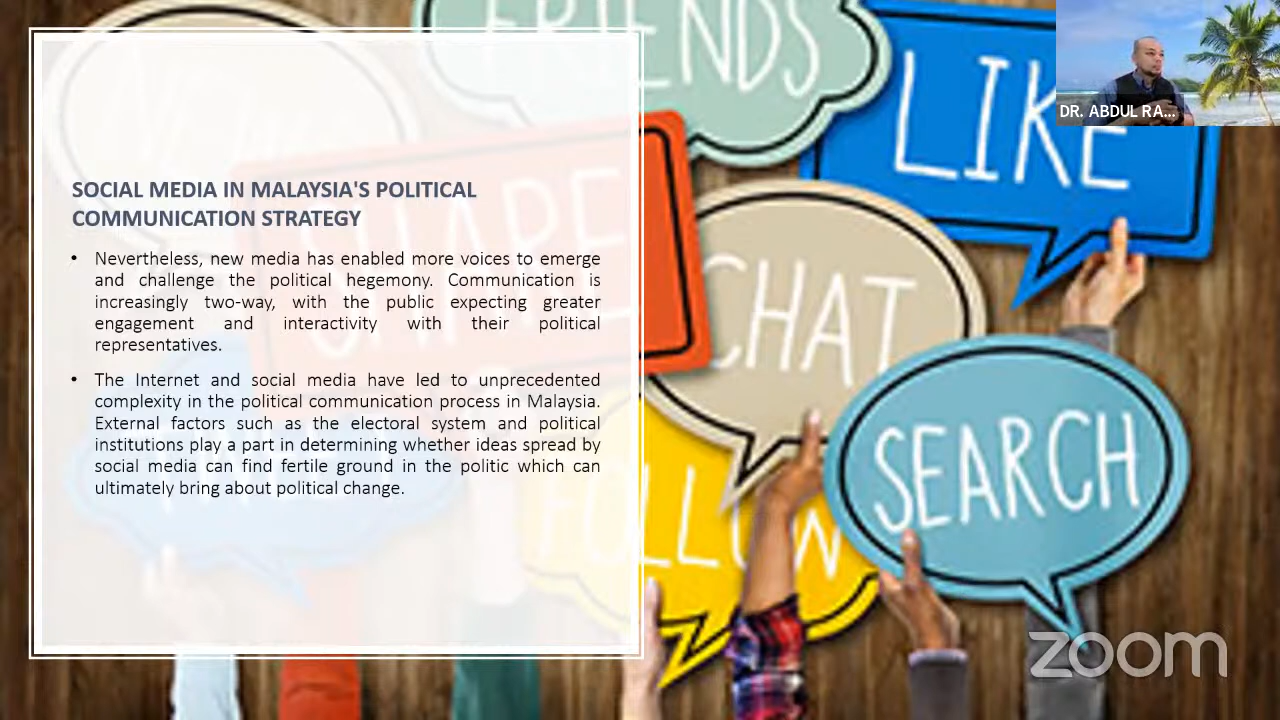 FRIENDS
LIKE
DR. ABDUL RA...
SOCIAL MEDIA IN MALAYSIA'S POLITICAL
COMMUNICATION STRATEGY
• Nevertheless, new media has enabled more voices to emerge
and challenge the political hegemony. Communication is
increasingly two-way, with the public expecting greater
engagement and interactivity with their political
representatives.
• The Internet and social media have led to unprecedented
complexity in the political communication process in Malaysia.
External factors such as the electoral system and political
institutions play a part in determining whether ideas spread by
social media can find fertile ground in the politic which can
ultimately bring about political change.
SHARE
CHAT
SEARCH
FOLLOW
zoom